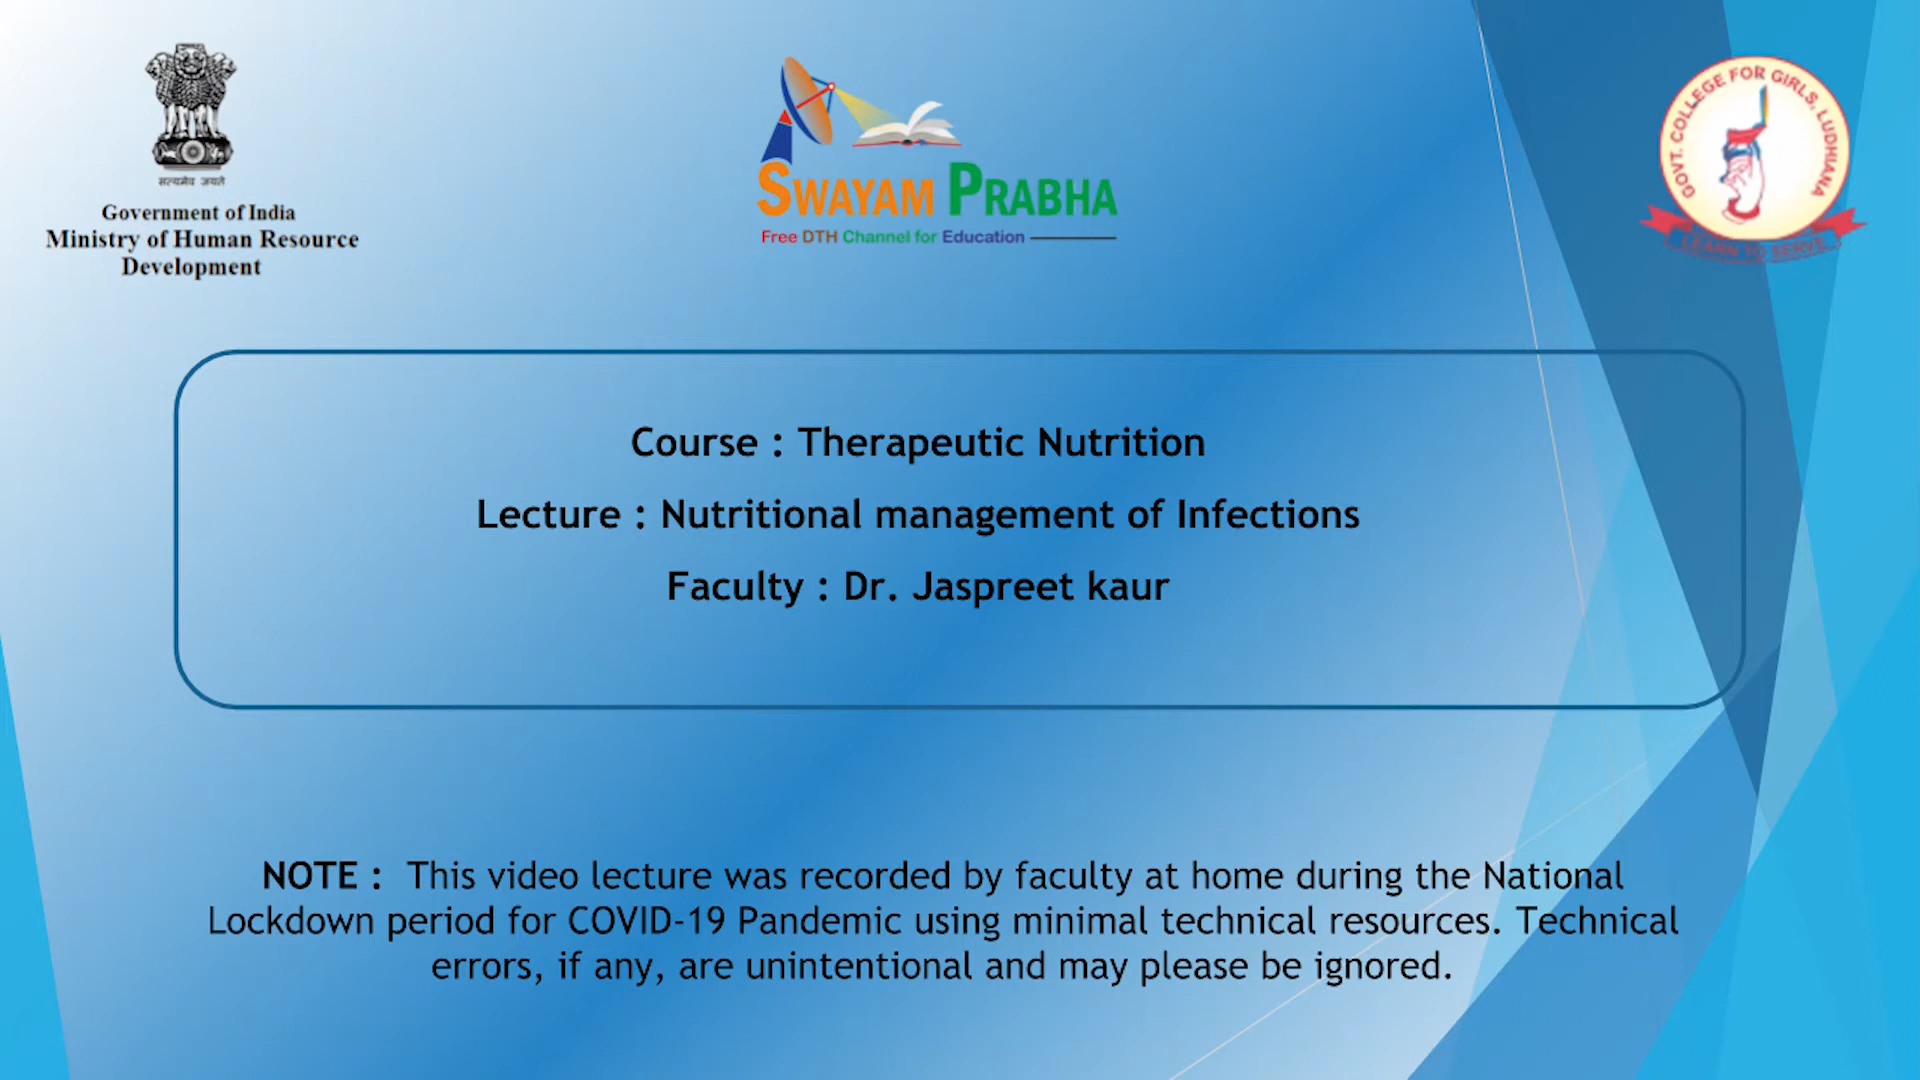 सत्यमेव जयते
Government of India
Ministry of Human Resource
Development
SWAYAM PRABHA
Free DTH Channel for Education
GOVT. COLLEGE FOR GIRLS, LUDHIANA
LEARN TO SERVE
Course : Therapeutic Nutrition
Lecture : Nutritional management of Infections
Faculty : Dr. Jaspreet kaur
NOTE : This video lecture was recorded by faculty at home during the National
Lockdown period for COVID-19 Pandemic using minimal technical resources. Technical
errors, if any, are unintentional and may please be ignored.